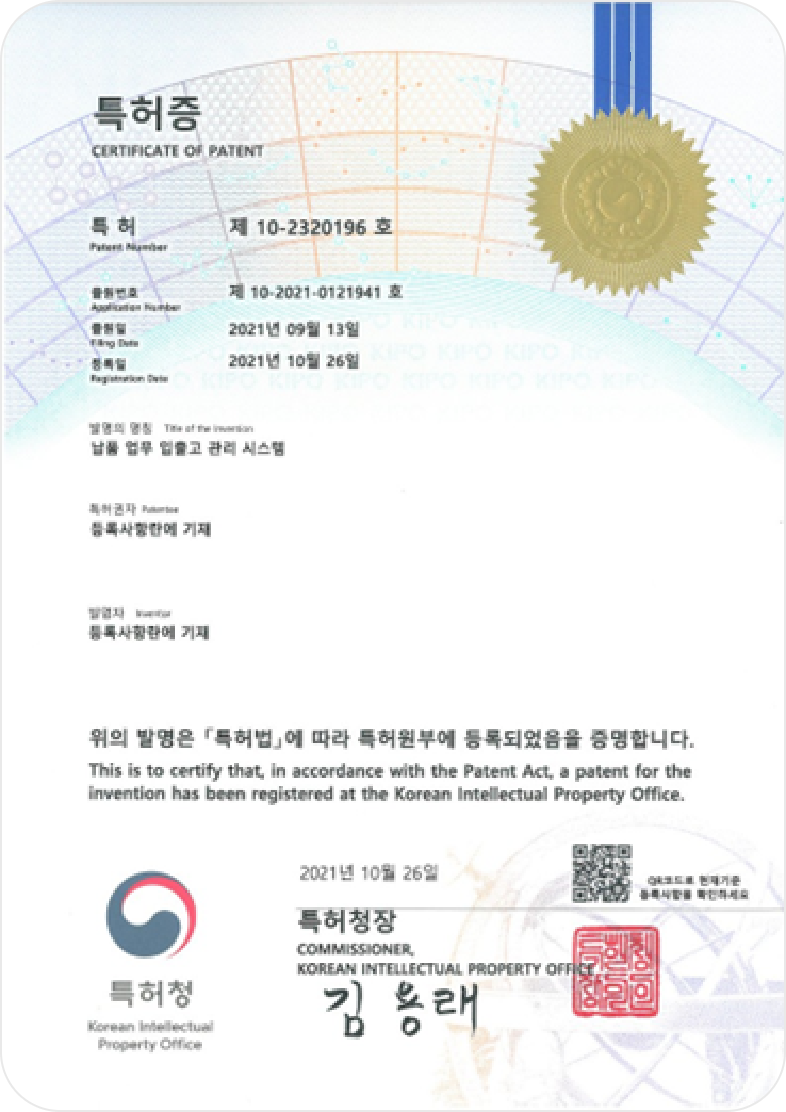 특허증
CERTIFICATE OF PATENT
특 허
제 10-2320196 호
Patent Number
출원번호
제 10-2021-0121941 호
Application Number
출원일
2021년 09월 13일
Filing Date
등록일
2021년 10월 26일
Registration Date
KIPO KIPO
KIPO KIPO KIPO
KIPO KIPO KIPO KIPO KIPO KIPO KIPO
발명의 명칭 Title of the Invention
납품 업무 입출고 관리 시스템
특허권자 Patentee
등록사항란에 기재
발명자 Inventor
등록사항란에 기재
위의 발명은 「특허법」에 따라 특허원부에 등록되었음을 증명합니다.
This is to certify that, in accordance with the Patent Act, a patent for the
invention has been registered at the Korean Intellectual Property Office.
2021년 10월 26일
QR코드로 현재기준
등록사항을 확인하세요
특허청장
COMMISSIONER,
KOREAN INTELLECTUAL PROPERTY OFFICE
김용래
특허청
Korean Intellectual
Property Office